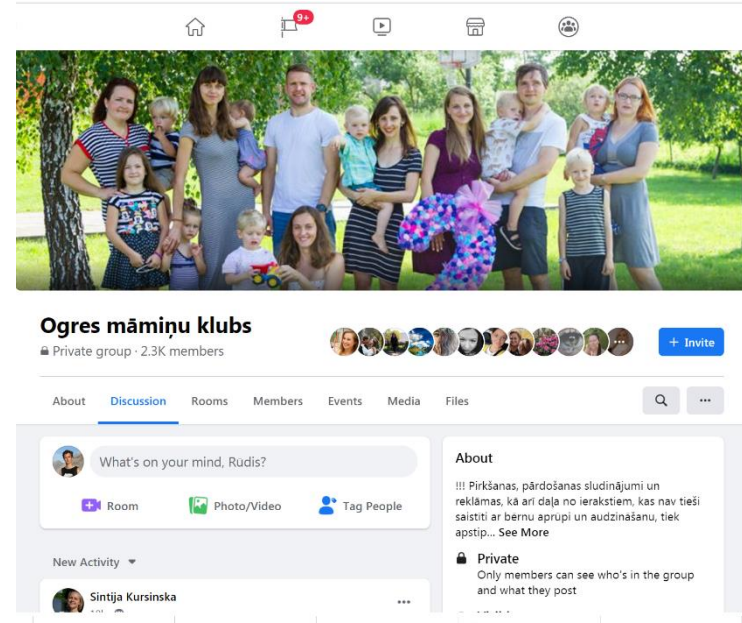 9+
Ogres māmiņu klubs
Private group · 2.3K members
+ Invite
About Discussion Rooms Members Events Media Files
What's on your mind, Rūdis?
Room Photo/Video Tag People
New Activity
Sintija Kursinska
About
!!! Pirkšanas, pārdošanas sludinājumi un
reklāmas, kā arī daļa no ierakstiem, kas nav tieši
saistīti ar bērnu aprūpi un audzināšanu, tiek
apstip... See More
Private
Only members can see who's in the group
and what they post